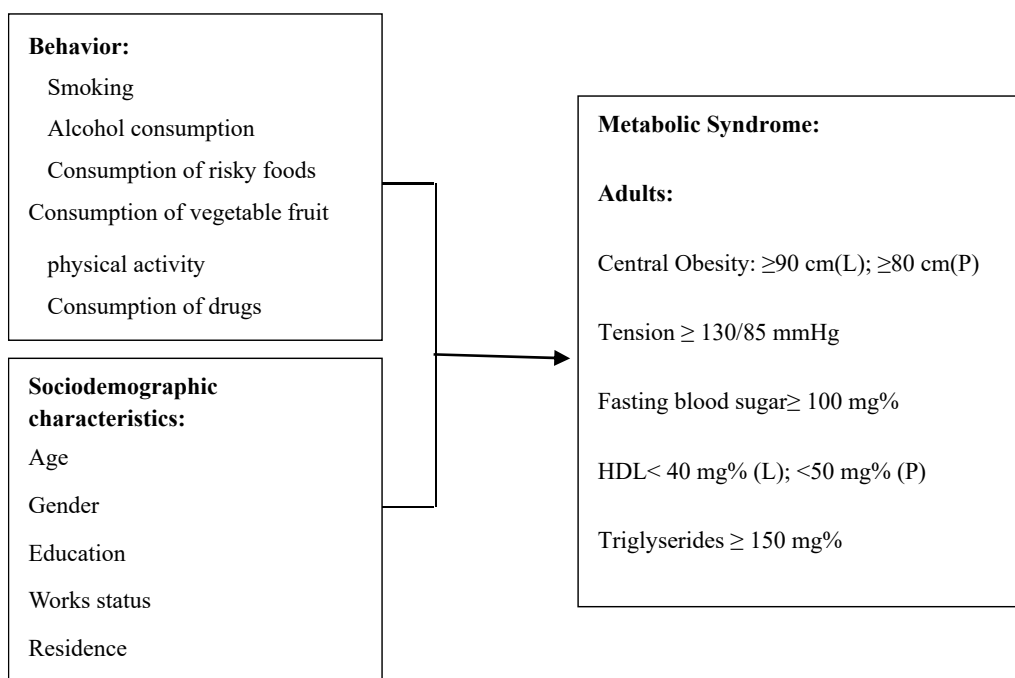 Behavior:
Smoking
Alcohol consumption
Consumption of risky foods
Consumption of vegetable fruit
physical activity
Consumption of drugs
Sociodemographic
characteristics:
Age
Gender
Education
Works status
Residence
Metabolic Syndrome:
Adults:
Central Obesity: ≥90 cm(L); ≥80 cm(P)
Tension ≥ 130/85 mmHg
Fasting blood sugar≥ 100 mg%
HDL< 40 mg% (L); <50 mg% (P)
Triglyserides ≥ 150 mg%